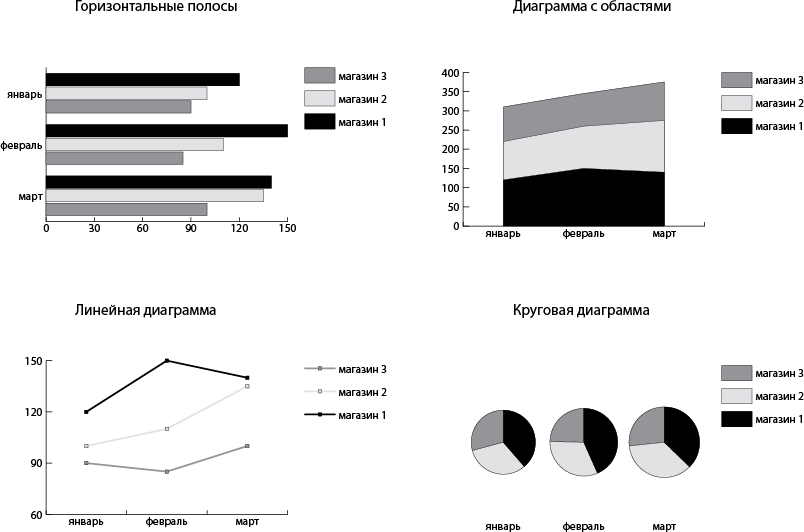 Горизонтальные полосы
магазин 3
магазин 2
магазин 1
январь
февраль
март
0 30 60 90 120 150
Диаграмма с областями
400
350
300
250
200
150
100
50
0
январь февраль март
магазин 3
магазин 2
магазин 1
Линейная диаграмма
150
120
90
60
январь февраль март
магазин 3
магазин 2
магазин 1
Круговая диаграмма
магазин 3
магазин 2
магазин 1
январь февраль март